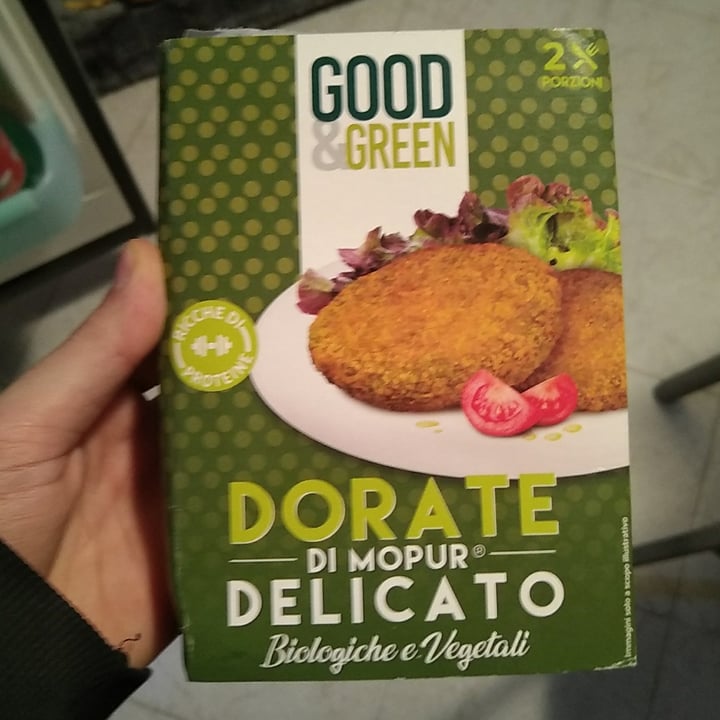 GOOD
&GREEN
2
PORZIONI
RICCHE DI
PROTEINE
DORATE
DI MOPUR®
DELICATO
Biologiche e Vegetali
Immagini solo a scopo illustrativo